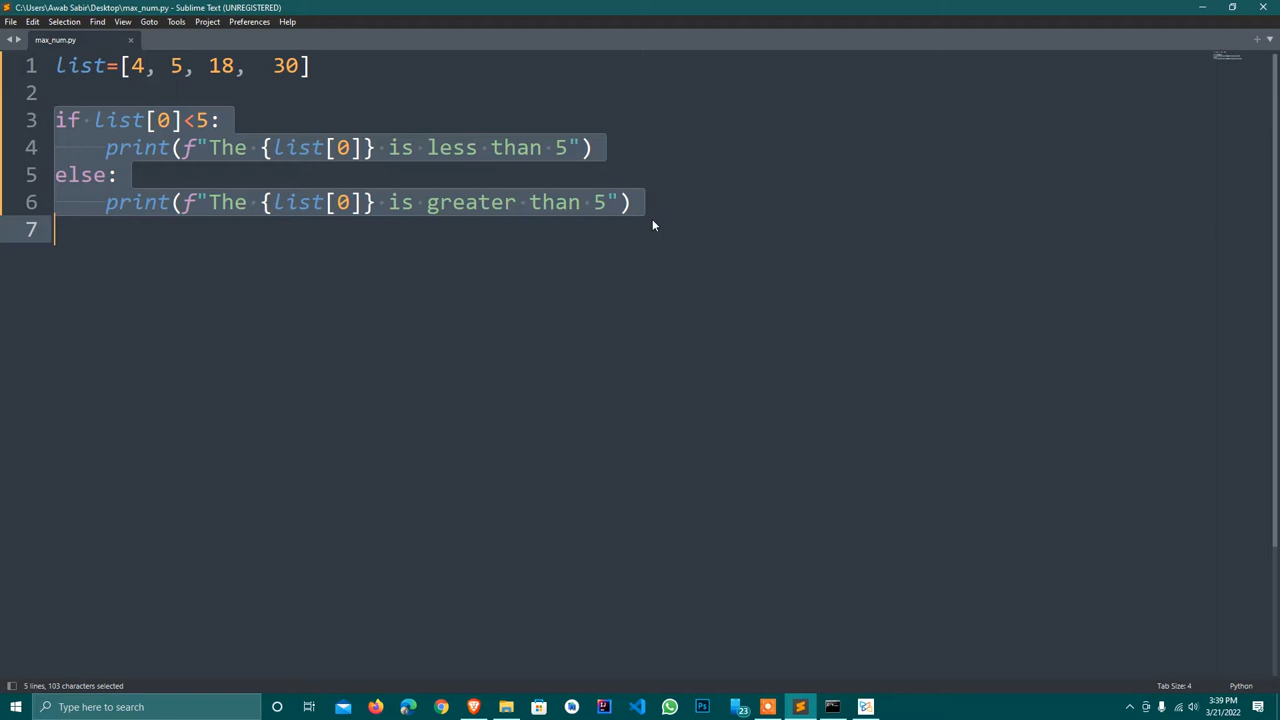 C:\Users\Awab Sabir\Desktop\max_num.py - Sublime Text (UNREGISTERED)
File Edit Selection Find View Goto Tools Project Preferences Help
max_num.py
1 list=[4, 5, 18,  30]
2
3 if list[0]<5:
4     print(f"The {list[0]} is less than 5")
5 else:
6     print(f"The {list[0]} is greater than 5")
7
5 lines, 103 characters selected
Tab Size: 4
Python
Type here to search
Ps
23
3:39 PM
3/21/2022